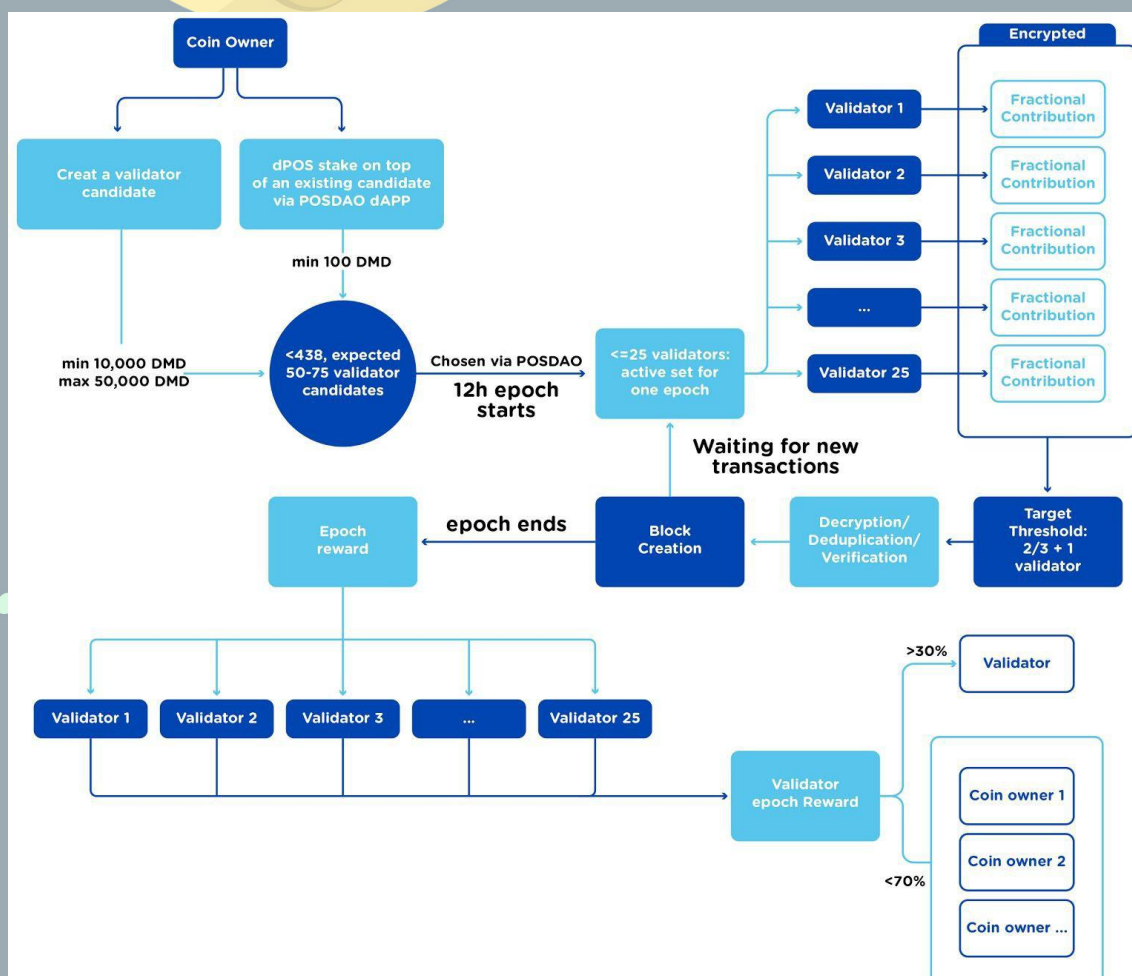 Coin Owner
Creat a validator
candidate
dPOS stake on top
of an existing candidate
via POSDAO dAPP
min 100 DMD
min 10,000 DMD
max 50,000 DMD
<438, expected
50-75 validator
candidates
Chosen via POSDAO
12h epoch
starts
<=25 validators:
active set for
one epoch
Validator 1
Validator 2
Validator 3
...
Validator 25
Encrypted
Fractional
Contribution
Fractional
Contribution
Fractional
Contribution
Fractional
Contribution
Fractional
Contribution
Target
Threshold:
2/3 + 1
validator
Decryption/
Deduplication/
Verification
Block
Creation
Waiting for new
transactions
epoch ends
Epoch
reward
Validator 1
Validator 2
Validator 3
...
Validator 25
Validator
epoch Reward
>30%
Validator
<70%
Coin owner 1
Coin owner 2
Coin owner ...